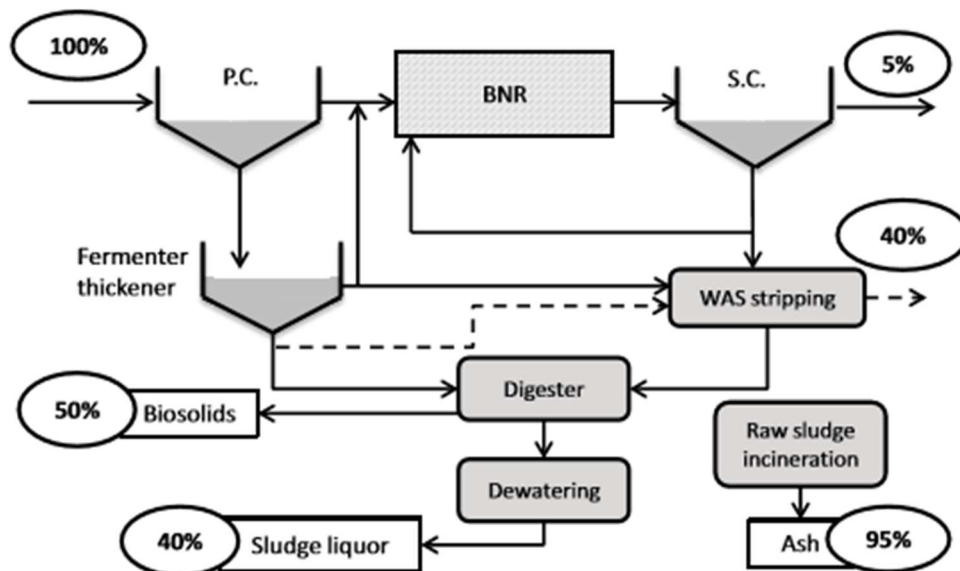 100%
P.C.
BNR
S.C.
5%
Fermenter
thickener
40%
WAS stripping
Digester
50%
Biosolids
Raw sludge
incineration
Dewatering
40%
Sludge liquor
Ash
95%